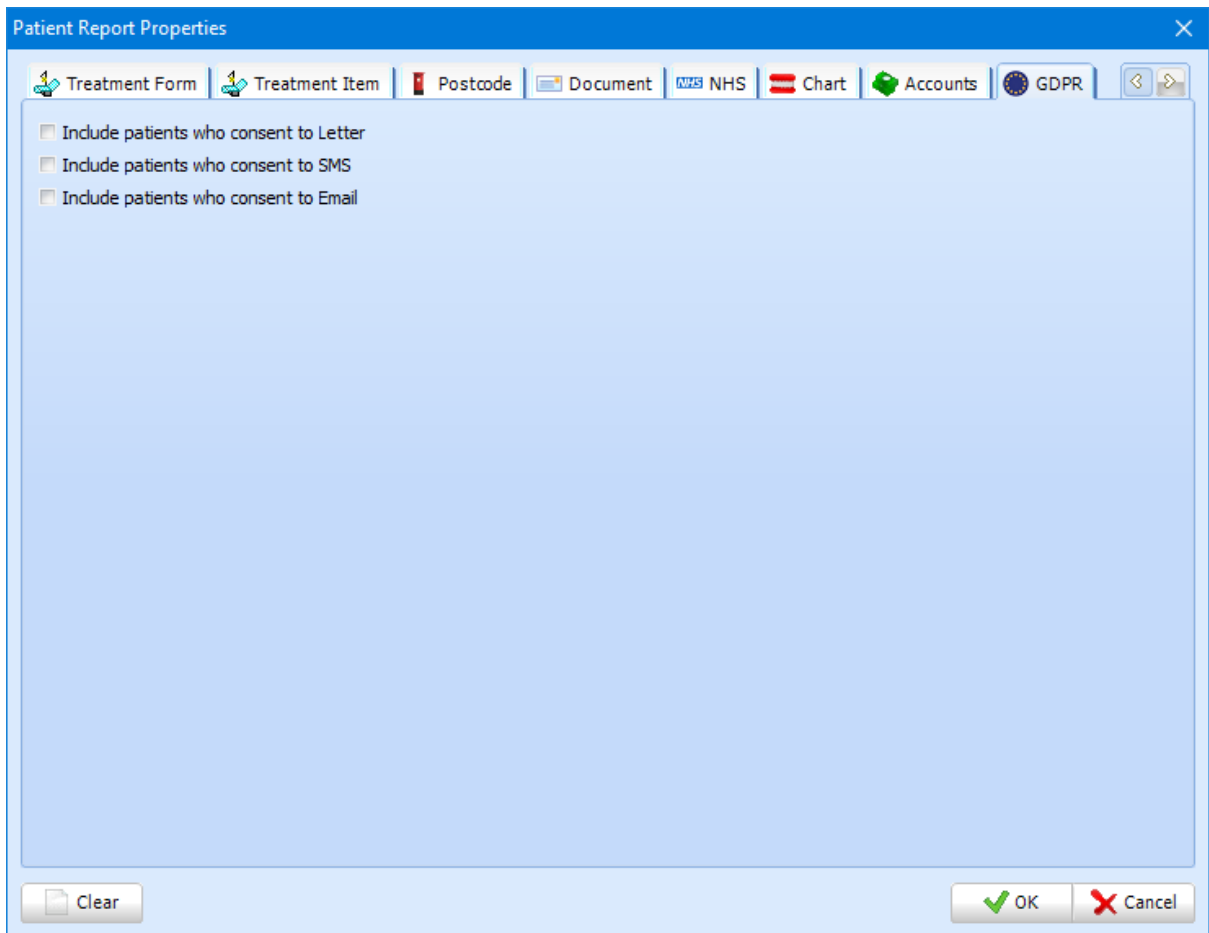 Patient Report Properties
Treatment Form Treatment Item Postcode Document NHS NHS Chart Accounts GDPR
Include patients who consent to Letter
Include patients who consent to SMS
Include patients who consent to Email
Clear OK Cancel